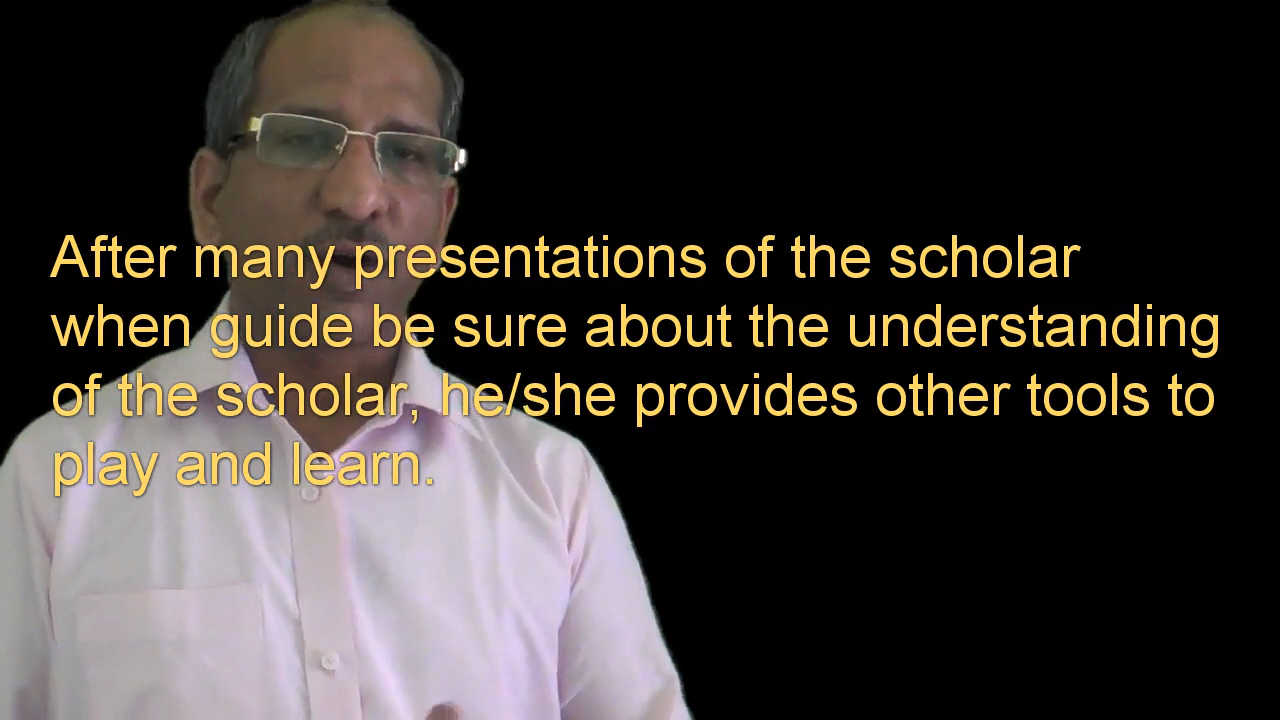 After many presentations of the scholar
when guide be sure about the understanding
of the scholar, he/she provides other tools to
play and learn.